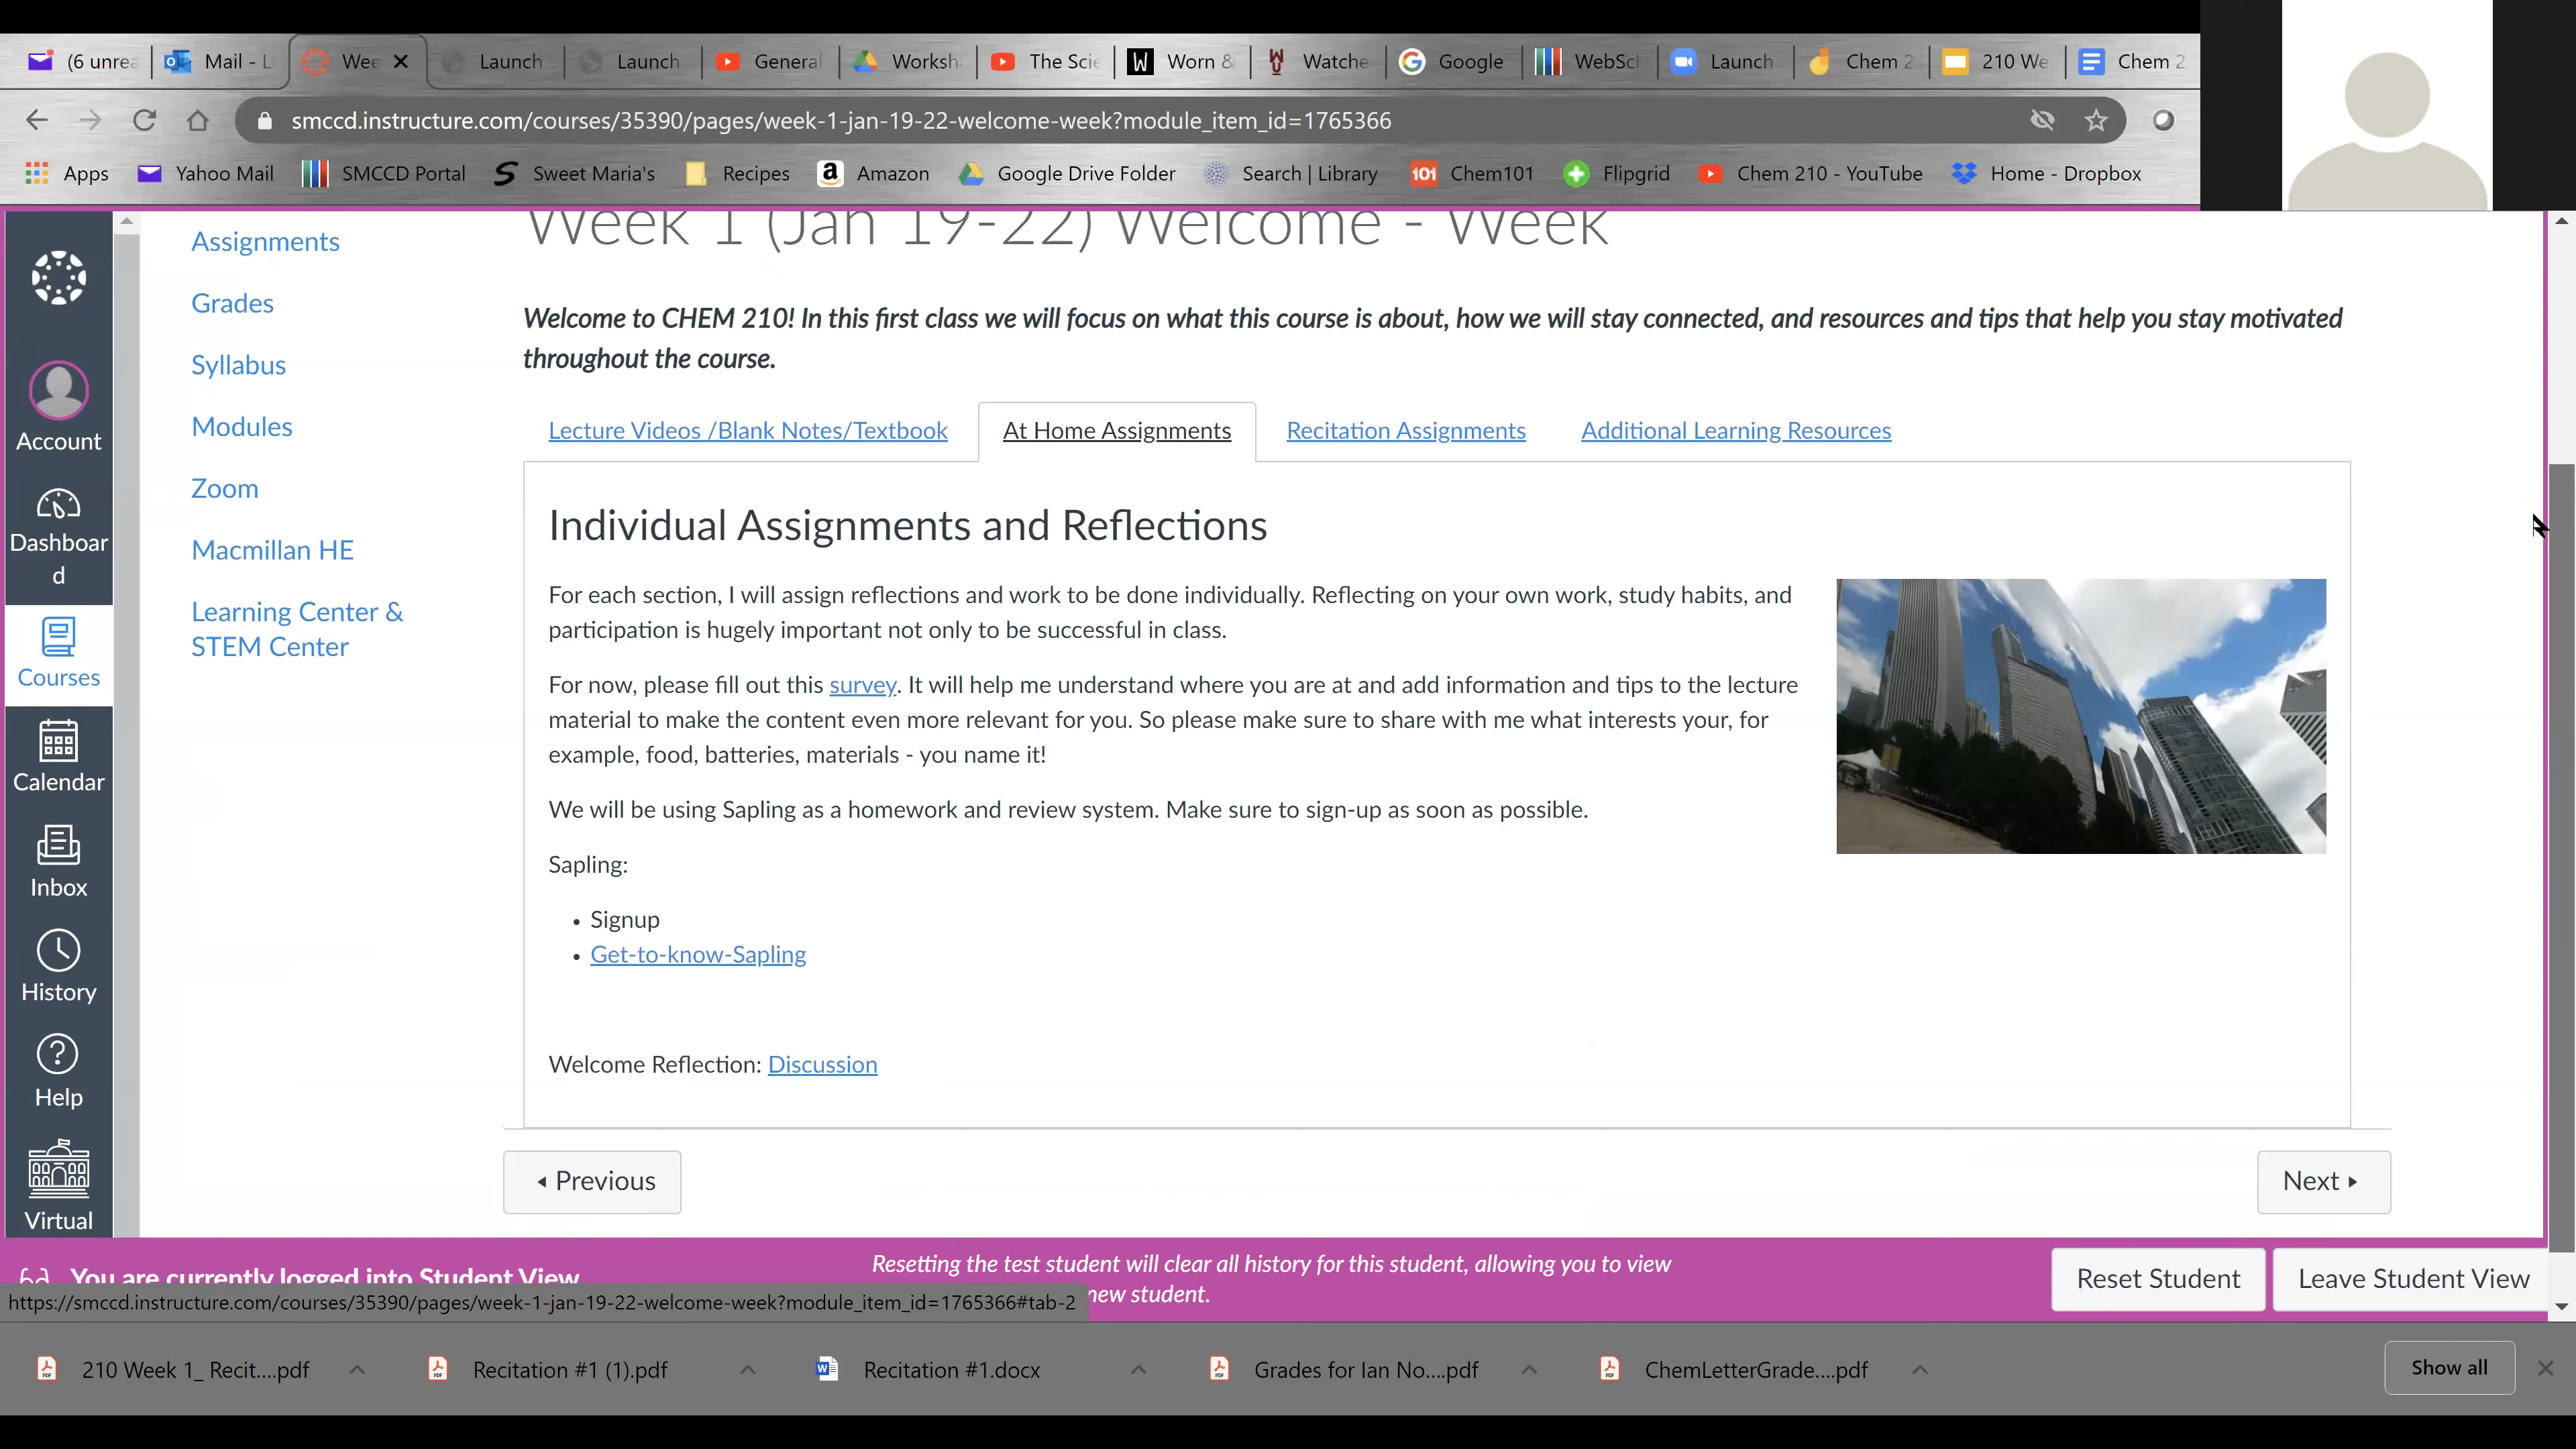 (6 unrea
Mail - L
Wee
Launch
Launch
General
Worksh
The Scie
Worn &
Watche
Google
WebSch
Launch
Chem 2
210 We
Chem 2
smccd.instructure.com/courses/35390/pages/week-1-jan-19-22-welcome-week?module_item_id=1765366
Apps
Yahoo Mail
SMCCD Portal
Sweet Maria's
Recipes
Amazon
Google Drive Folder
Search | Library
101
Chem101
Flipgrid
Chem 210 - YouTube
Home - Dropbox
Account
Dashboar
d
Courses
Calendar
Inbox
History
Help
Virtual
Assignments
Grades
Syllabus
Modules
Zoom
Macmillan HE
Learning Center &
STEM Center
Week 1 (Jan 19-22) Welcome - Week
Welcome to CHEM 210! In this first class we will focus on what this course is about, how we will stay connected, and resources and tips that help you stay motivated
throughout the course.
Lecture Videos /Blank Notes/Textbook
At Home Assignments
Recitation Assignments
Additional Learning Resources
Individual Assignments and Reflections
For each section, I will assign reflections and work to be done individually. Reflecting on your own work, study habits, and
participation is hugely important not only to be successful in class.
For now, please fill out this survey. It will help me understand where you are at and add information and tips to the lecture
material to make the content even more relevant for you. So please make sure to share with me what interests your, for
example, food, batteries, materials - you name it!
We will be using Sapling as a homework and review system. Make sure to sign-up as soon as possible.
Sapling:
• Signup
• Get-to-know-Sapling
Welcome Reflection: Discussion
Previous
Next
You are currently logged into Student View
Resetting the test student will clear all history for this student, allowing you to view
new student.
Reset Student
Leave Student View
https://smccd.instructure.com/courses/35390/pages/week-1-jan-19-22-welcome-week?module_item_id=1765366#tab-2
210 Week 1_ Recit....pdf
Recitation #1 (1).pdf
Recitation #1.docx
Grades for Ian No....pdf
ChemLetterGrade....pdf
Show all